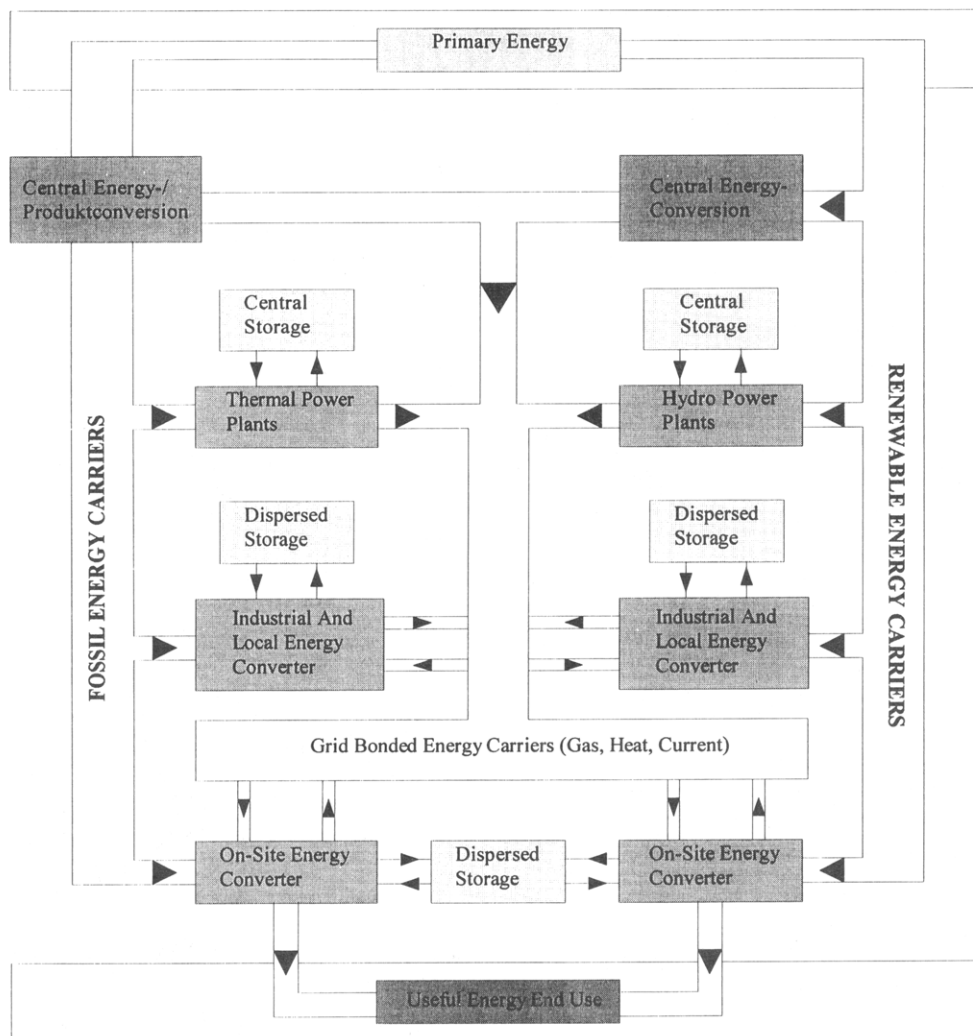 Primary Energy
Central Energy-/
Produktconversion
Central Energy-
Conversion
Central
Storage
Central
Storage
Thermal Power
Plants
Hydro Power
Plants
FOSSIL ENERGY CARRIERS
RENEWABLE ENERGY CARRIERS
Dispersed
Storage
Dispersed
Storage
Industrial And
Local Energy
Converter
Industrial And
Local Energy
Converter
Grid Bonded Energy Carriers (Gas, Heat, Current)
On-Site Energy
Converter
Dispersed
Storage
On-Site Energy
Converter
Useful Energy End Use